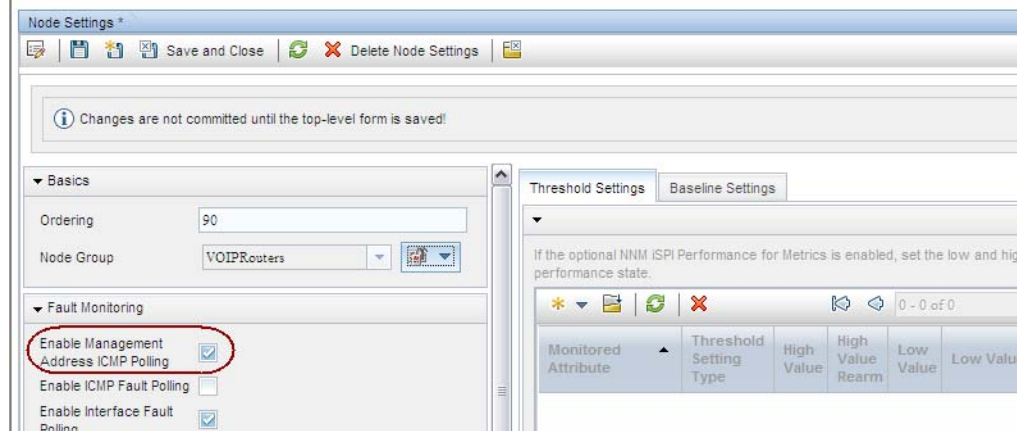 Node Settings *
Save and Close
Delete Node Settings
Changes are not committed until the top-level form is saved!
Basics
Ordering
90
Node Group
VOIPRouters
Fault Monitoring
Enable Management
Address ICMP Polling
Enable ICMP Fault Polling
Enable Interface Fault
Polling
Threshold Settings
Baseline Settings
If the optional NNM iSPI Performance for Metrics is enabled, set the low and hig
performance state.
0 - 0 of 0
Monitored
Attribute
Threshold
Setting
Type
High
Value
High
Value
Rearm
Low
Value
Low Valu